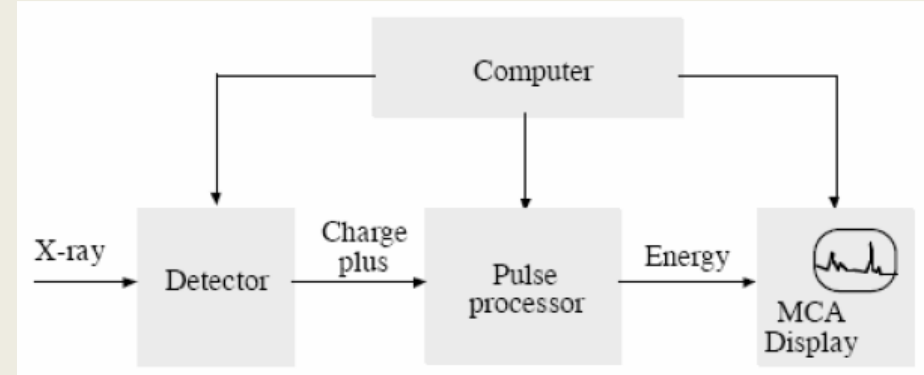 Computer
X-ray
Detector
Charge
plus
Pulse
processor
Energy
MCA
Display